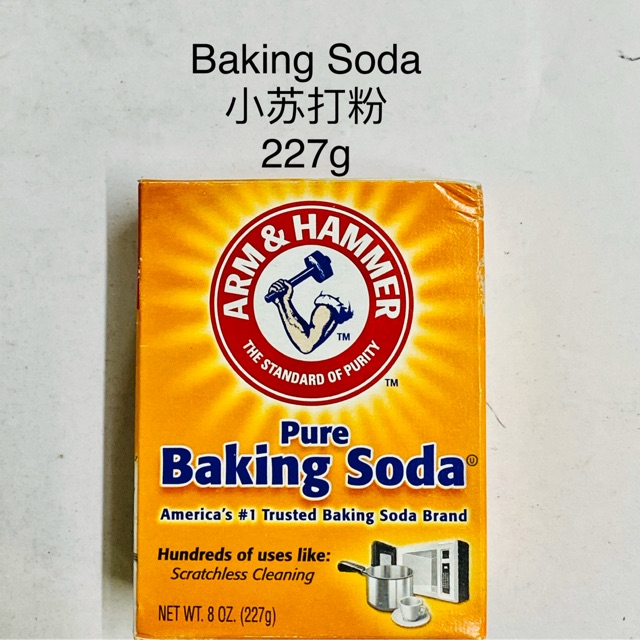 Baking Soda
小苏打粉
227g
ARM & HAMMER
TM
THE STANDARD OF PURITY
TM
Pure
Baking Soda
America's #1 Trusted Baking Soda Brand
Hundreds of uses like:
Scratchless Cleaning
NET WT. 8 OZ. (227g)